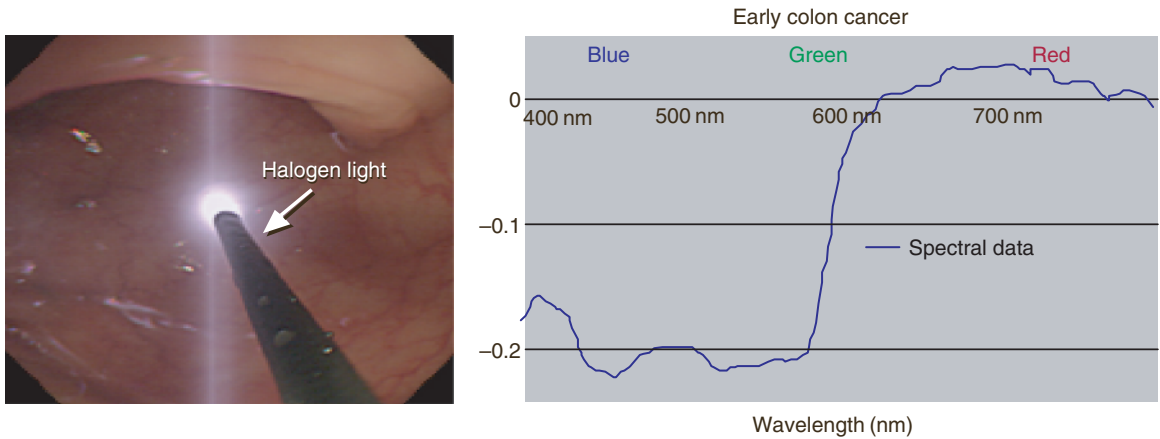 Halogen light
Early colon cancer
Blue Green Red
0
400 nm 500 nm 600 nm 700 nm
–0.1
Spectral data
–0.2
Wavelength (nm)